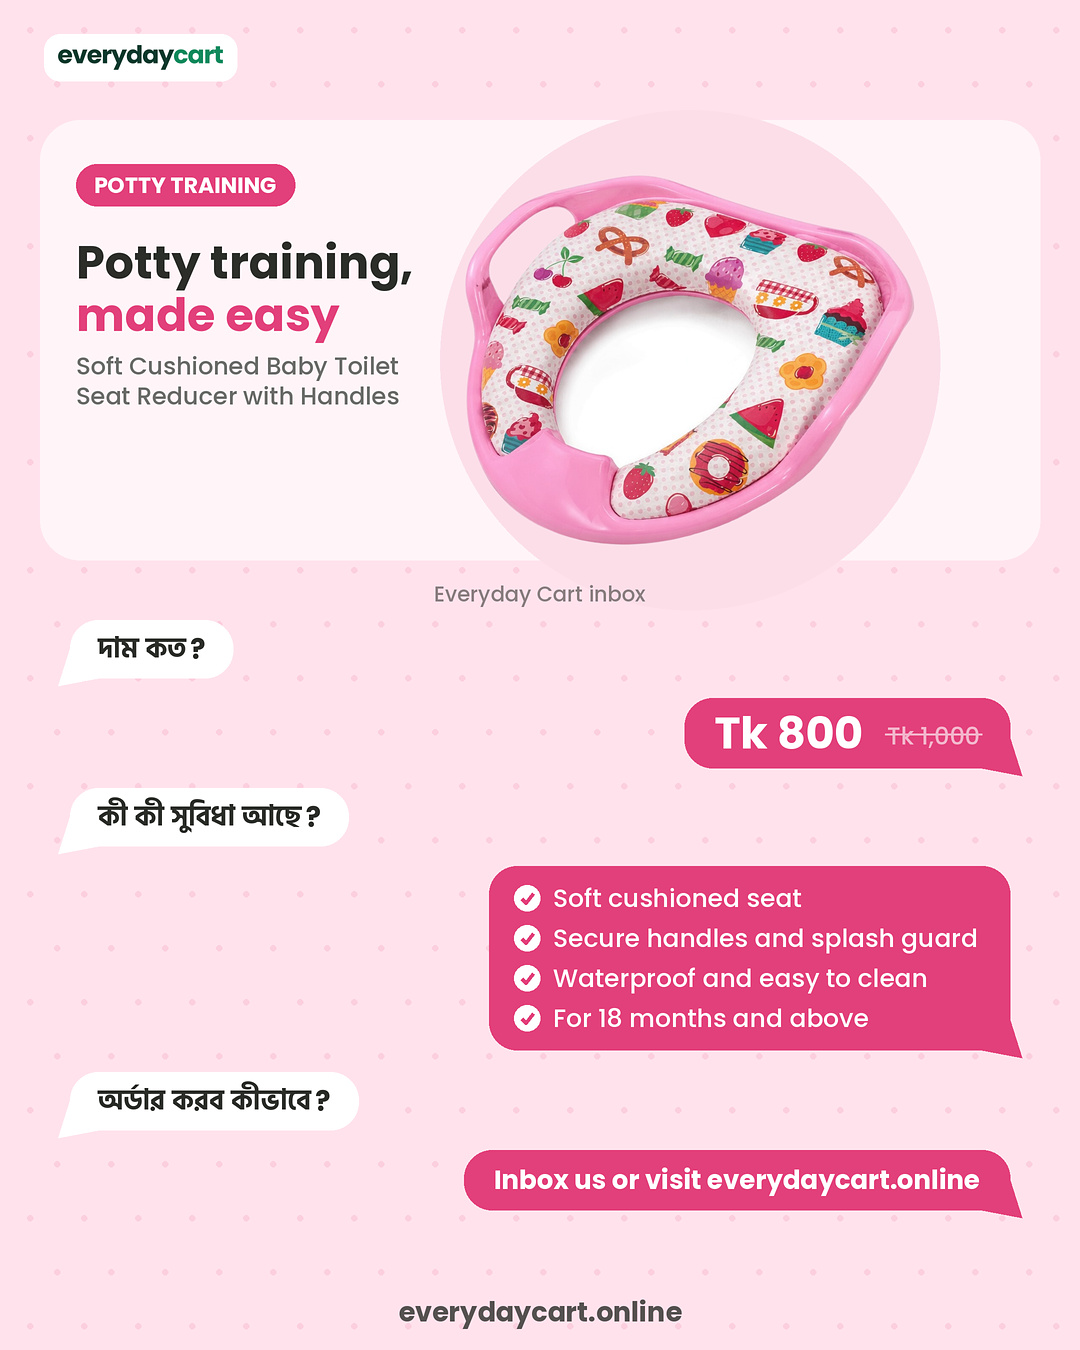 everydaycart
POTTY TRAINING
Potty training,
made easy
Soft Cushioned Baby Toilet
Seat Reducer with Handles
Everyday Cart inbox
দাম কত?
Tk 800 Tk 1,000
কী কী সুবিধা আছে?
Soft cushioned seat
Secure handles and splash guard
Waterproof and easy to clean
For 18 months and above
অর্ডার করব কীভাবে?
Inbox us or visit everydaycart.online
everydaycart.online